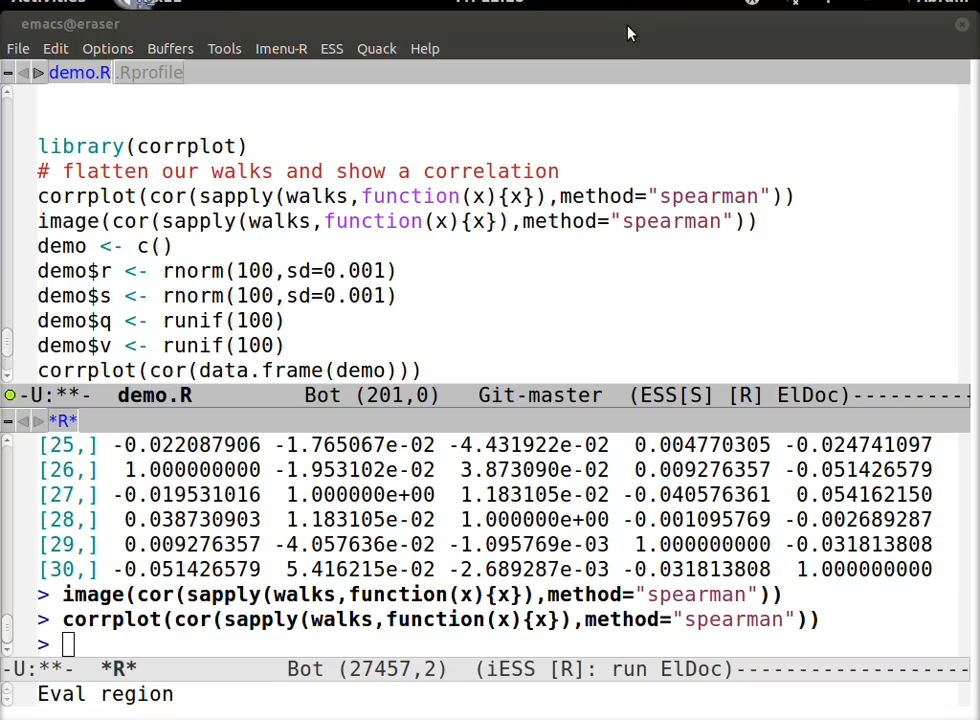 emacs@eraser
File Edit Options Buffers Tools Imenu-R ESS Quack Help
demo.R .Rprofile
library(corrplot)
# flatten our walks and show a correlation
corrplot(cor(sapply(walks,function(x){x}),method="spearman"))
image(cor(sapply(walks,function(x){x}),method="spearman"))
demo <- c()
demo$r <- rnorm(100,sd=0.001)
demo$s <- rnorm(100,sd=0.001)
demo$q <- runif(100)
demo$v <- runif(100)
corrplot(cor(data.frame(demo)))
-U:**- demo.R Bot (201,0) Git-master (ESS[S] [R] ElDoc)----------
*R*
[25,] -0.022087906 -1.765067e-02 -4.431922e-02 0.004770305 -0.024741097
[26,] 1.000000000 -1.953102e-02 3.873090e-02 0.009276357 -0.051426579
[27,] -0.019531016 1.000000e+00 1.183105e-02 -0.040576361 0.054162150
[28,] 0.038730903 1.183105e-02 1.000000e+00 -0.001095769 -0.002689287
[29,] 0.009276357 -4.057636e-02 -1.095769e-03 1.000000000 -0.031813808
[30,] -0.051426579 5.416215e-02 -2.689287e-03 -0.031813808 1.000000000
> image(cor(sapply(walks,function(x){x}),method="spearman"))
> corrplot(cor(sapply(walks,function(x){x}),method="spearman"))
>
-U:**- *R* Bot (27457,2) (iESS [R]: run ElDoc)-------------------
Eval region